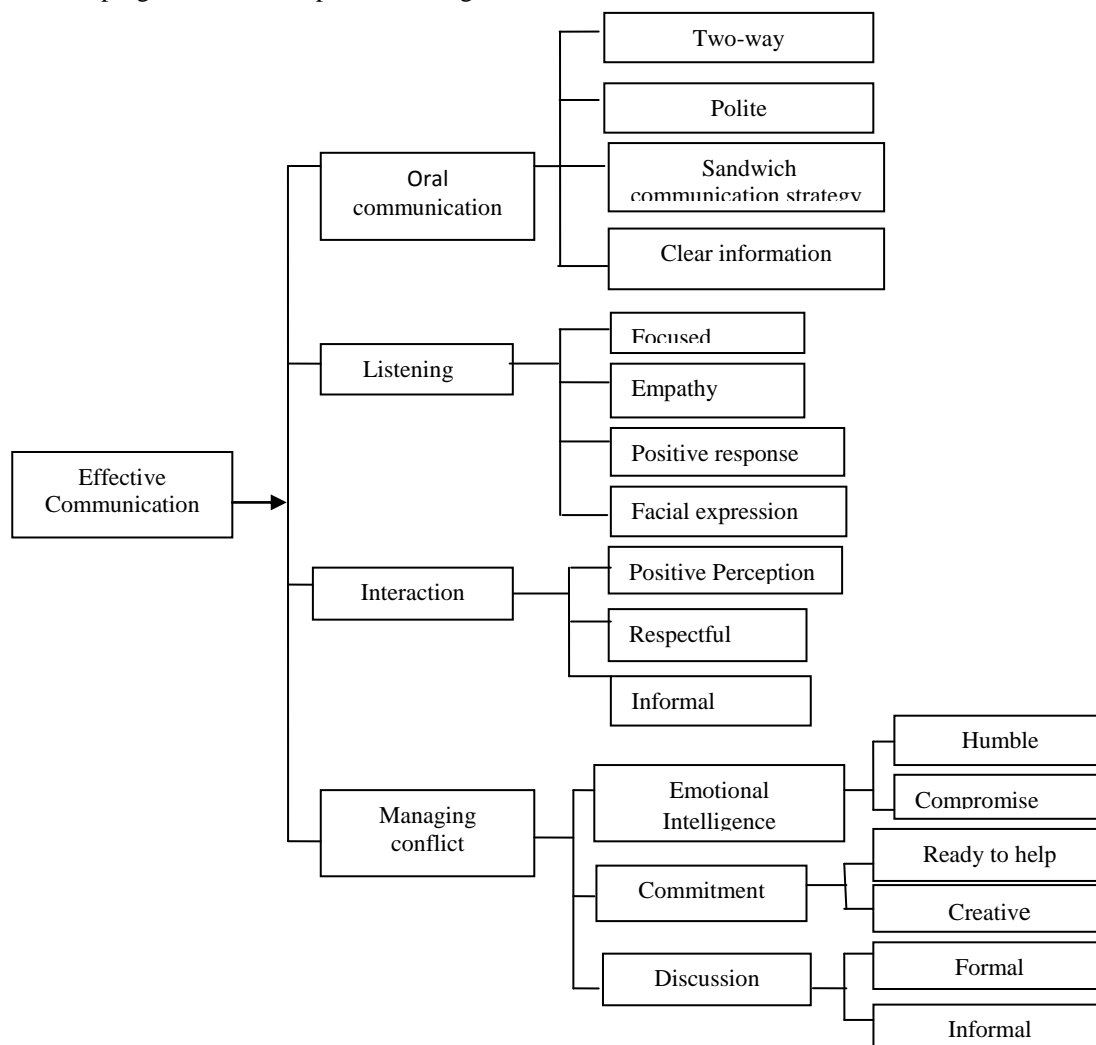 Two-way
Polite
Sandwich
communication strategy
Oral
communication
Clear information
Focused
Listening
Empathy
Positive response
Facial expression
Effective
Communication
Positive Perception
Interaction
Respectful
Informal
Humble
Emotional
Intelligence
Compromise
Managing
conflict
Ready to help
Commitment
Creative
Formal
Discussion
Informal